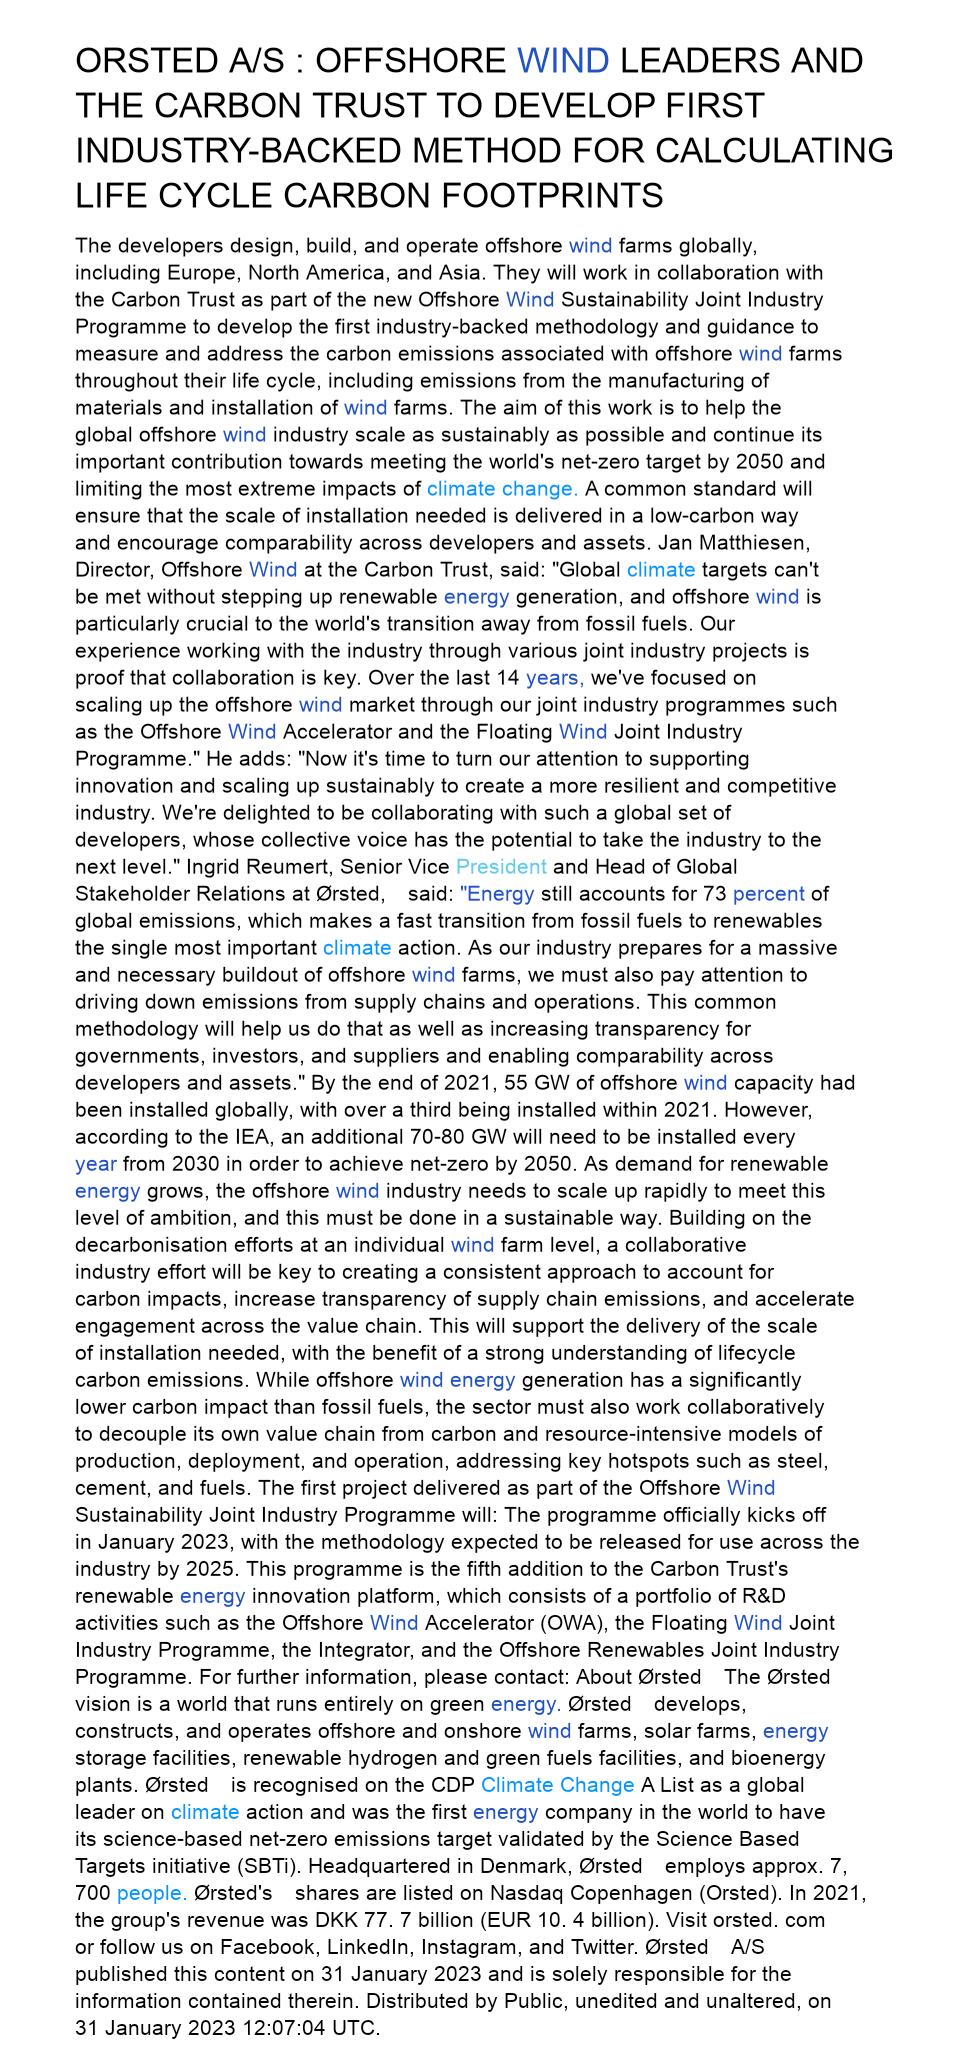 ORSTED A/S : OFFSHORE WIND LEADERS AND
THE CARBON TRUST TO DEVELOP FIRST
INDUSTRY-BACKED METHOD FOR CALCULATING
LIFE CYCLE CARBON FOOTPRINTS
The developers design, build, and operate offshore wind farms globally,
including Europe, North America, and Asia. They will work in collaboration with
the Carbon Trust as part of the new Offshore Wind Sustainability Joint Industry
Programme to develop the first industry-backed methodology and guidance to
measure and address the carbon emissions associated with offshore wind farms
throughout their life cycle, including emissions from the manufacturing of
materials and installation of wind farms. The aim of this work is to help the
global offshore wind industry scale as sustainably as possible and continue its
important contribution towards meeting the world's net-zero target by 2050 and
limiting the most extreme impacts of climate change. A common standard will
ensure that the scale of installation needed is delivered in a low-carbon way
and encourage comparability across developers and assets. Jan Matthiesen,
Director, Offshore Wind at the Carbon Trust, said: "Global climate targets can't
be met without stepping up renewable energy generation, and offshore wind is
particularly crucial to the world's transition away from fossil fuels. Our
experience working with the industry through various joint industry projects is
proof that collaboration is key. Over the last 14 years, we've focused on
scaling up the offshore wind market through our joint industry programmes such
as the Offshore Wind Accelerator and the Floating Wind Joint Industry
Programme." He adds: "Now it's time to turn our attention to supporting
innovation and scaling up sustainably to create a more resilient and competitive
industry. We're delighted to be collaborating with such a global set of
developers, whose collective voice has the potential to take the industry to the
next level." Ingrid Reumert, Senior Vice President and Head of Global
Stakeholder Relations at Ørsted, said: "Energy still accounts for 73 percent of
global emissions, which makes a fast transition from fossil fuels to renewables
the single most important climate action. As our industry prepares for a massive
and necessary buildout of offshore wind farms, we must also pay attention to
driving down emissions from supply chains and operations. This common
methodology will help us do that as well as increasing transparency for
governments, investors, and suppliers and enabling comparability across
developers and assets." By the end of 2021, 55 GW of offshore wind capacity had
been installed globally, with over a third being installed within 2021. However,
according to the IEA, an additional 70-80 GW will need to be installed every
year from 2030 in order to achieve net-zero by 2050. As demand for renewable
energy grows, the offshore wind industry needs to scale up rapidly to meet this
level of ambition, and this must be done in a sustainable way. Building on the
decarbonisation efforts at an individual wind farm level, a collaborative
industry effort will be key to creating a consistent approach to account for
carbon impacts, increase transparency of supply chain emissions, and accelerate
engagement across the value chain. This will support the delivery of the scale
of installation needed, with the benefit of a strong understanding of lifecycle
carbon emissions. While offshore wind energy generation has a significantly
lower carbon impact than fossil fuels, the sector must also work collaboratively
to decouple its own value chain from carbon and resource-intensive models of
production, deployment, and operation, addressing key hotspots such as steel,
cement, and fuels. The first project delivered as part of the Offshore Wind
Sustainability Joint Industry Programme will: The programme officially kicks off
in January 2023, with the methodology expected to be released for use across the
industry by 2025. This programme is the fifth addition to the Carbon Trust's
renewable energy innovation platform, which consists of a portfolio of R&D
activities such as the Offshore Wind Accelerator (OWA), the Floating Wind Joint
Industry Programme, the Integrator, and the Offshore Renewables Joint Industry
Programme. For further information, please contact: About Ørsted The Ørsted
vision is a world that runs entirely on green energy. Ørsted develops,
constructs, and operates offshore and onshore wind farms, solar farms, energy
storage facilities, renewable hydrogen and green fuels facilities, and bioenergy
plants. Ørsted is recognised on the CDP Climate Change A List as a global
leader on climate action and was the first energy company in the world to have
its science-based net-zero emissions target validated by the Science Based
Targets initiative (SBTi). Headquartered in Denmark, Ørsted employs approx. 7,
700 people. Ørsted's shares are listed on Nasdaq Copenhagen (Orsted). In 2021,
the group's revenue was DKK 77. 7 billion (EUR 10. 4 billion). Visit orsted. com
or follow us on Facebook, LinkedIn, Instagram, and Twitter. Ørsted A/S
published this content on 31 January 2023 and is solely responsible for the
information contained therein. Distributed by Public, unedited and unaltered, on
31 January 2023 12:07:04 UTC.